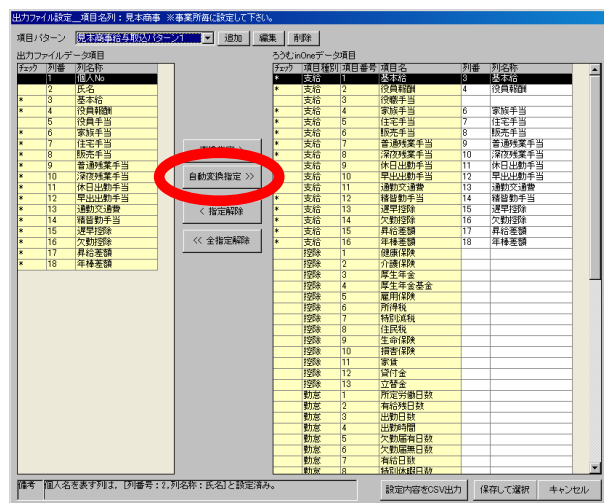 出力ファイル設定__項目名列：見本商事 ※事業所毎に設定して下さい。
項目パターン 見本商事給与取込パターン1 追加 編集 削除
出力ファイルデータ項目 ろうむinOneデータ項目
チェック 列番 列名称
1 個人No
2 氏名
* 3 基本給
* 4 役員報酬
5 役員手当
* 6 家族手当
* 7 住宅手当
* 8 販売手当
* 9 普通残業手当
* 10 深夜残業手当
* 11 休日出勤手当
* 12 早出出勤手当
* 13 通勤交通費
* 14 精皆勤手当
* 15 遅早控除
* 16 欠勤控除
* 17 昇給差額
* 18 年棒差額
自動変換指定 >>
< 指定解除
<< 全指定解除
チェック 項目種別 項目番号 項目名 列番 列名称
* 支給 1 基本給 3 基本給
* 支給 2 役員報酬 4 役員報酬
支給 3 役職手当
* 支給 4 家族手当 6 家族手当
* 支給 5 住宅手当 7 住宅手当
* 支給 6 販売手当 8 販売手当
* 支給 7 普通残業手当 9 普通残業手当
* 支給 8 深夜残業手当 10 深夜残業手当
* 支給 9 休日出勤手当 11 休日出勤手当
* 支給 10 早出出勤手当 12 早出出勤手当
* 支給 11 通勤交通費 13 通勤交通費
* 支給 12 精皆勤手当 14 精皆勤手当
* 支給 13 遅早控除 15 遅早控除
* 支給 14 欠勤控除 16 欠勤控除
* 支給 15 昇給差額 17 昇給差額
* 支給 16 年棒差額 18 年棒差額
控除 1 健康保険
控除 2 介護保険
控除 3 厚生年金
控除 4 厚生年金基金
控除 5 雇用保険
控除 6 所得税
控除 7 特別減税
控除 8 住民税
控除 9 生命保険
控除 10 損害保険
控除 11 家賃
控除 12 貸付金
控除 13 立替金
勤怠 1 所定労働日数
勤怠 2 有給残日数
勤怠 3 出勤日数
勤怠 4 出勤時間
勤怠 5 欠勤届有日数
勤怠 6 欠勤届無日数
勤怠 7 有給日数
勤怠 8 特別休暇日数
備考 個人名を表す列は，[列番号：2，列名称：氏名]と設定済み。
設定内容をCSV出力 保存して選択 キャンセル